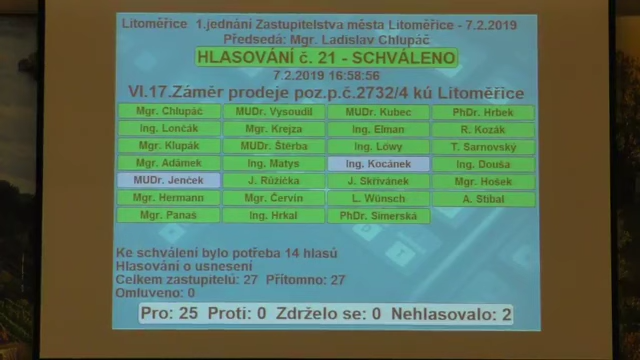 Litoměřice 1.jednání Zastupitelstva města Litoměřice - 7.2.2019
Předsedá: Mgr. Ladislav Chlupáč
HLASOVÁNÍ č. 21 - SCHVÁLENO
7.2.2019 16:58:56
VI.17.Záměr prodeje poz.p.č.2732/4 kú Litoměřice
Mgr. Chlupáč MUDr. Vysoudil MUDr. Kubec PhDr. Hrbek
Ing. Lončák Mgr. Krejza Ing. Elman R. Kozák
Mgr. Klupák MUDr. Štěrba Ing. Löwy T. Sarnovský
Mgr. Adámek Ing. Matys Ing. Kocánek Ing. Douša
MUDr. Jenček J. Růžička J. Skřivánek Mgr. Hošek
Mgr. Hermann Mgr. Červín L. Wünsch A. Štíbal
Mgr. Panaš Ing. Hrkal PhDr. Simerská
Ke schválení bylo potřeba 14 hlasů
Hlasování o usnesení
Celkem zastupitelů: 27 Přítomno: 27
Omluveno: 0
Pro: 25 Proti: 0 Zdrželo se: 0 Nehlasovalo: 2